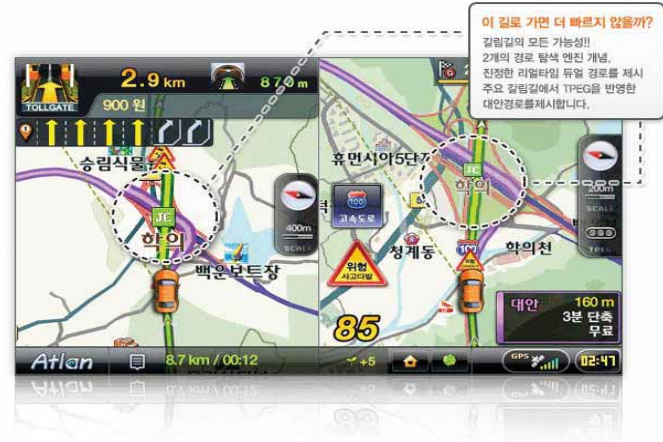 이 길로 가면 더 빠르지 않을까?
갈림길의 모든 가능성!!
2개의 경로 탐색 엔진 개념,
진정한 리얼타임 듀얼 경로를 제시
주요 갈림길에서 TPEG을 반영한
대안경로를제시합니다.
TOLLGATE
2.9 km
870 m
900 원
승림식물
JC
학의
백운보트장
400m
SCALE
Atlan
8.7 km / 00:12
휴먼시아5단지
JC
학의
100
고속도로
위험
사고다발
청계동
100
학의천
200m
SCALE
TPEG
85
대안
160 m
3분 단축
무료
+5
GPS
02:47